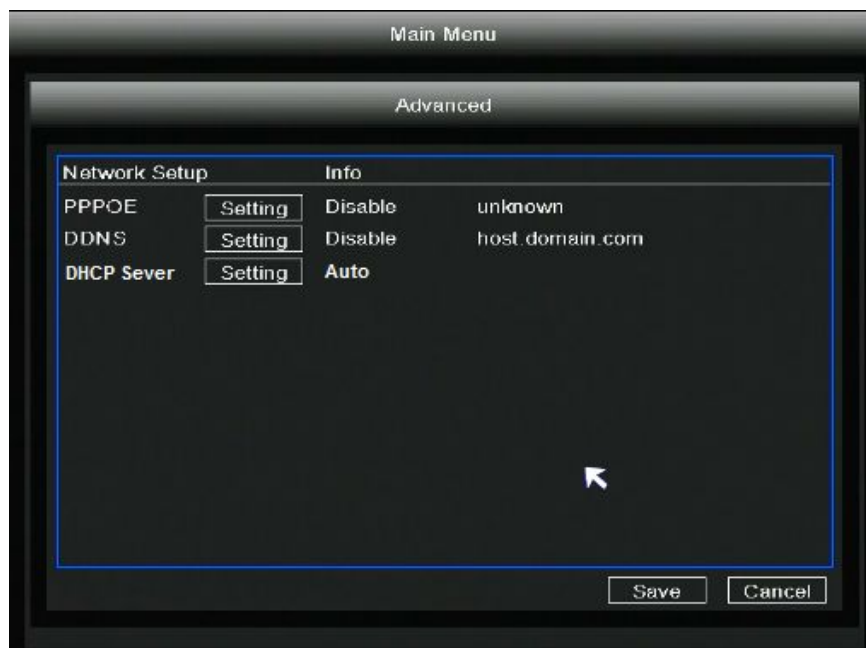 Main Menu
Advanced
Network Setup Info
PPPOE Setting Disable unknown
DDNS Setting Disable host.domain.com
DHCP Sever Setting Auto
Save Cancel